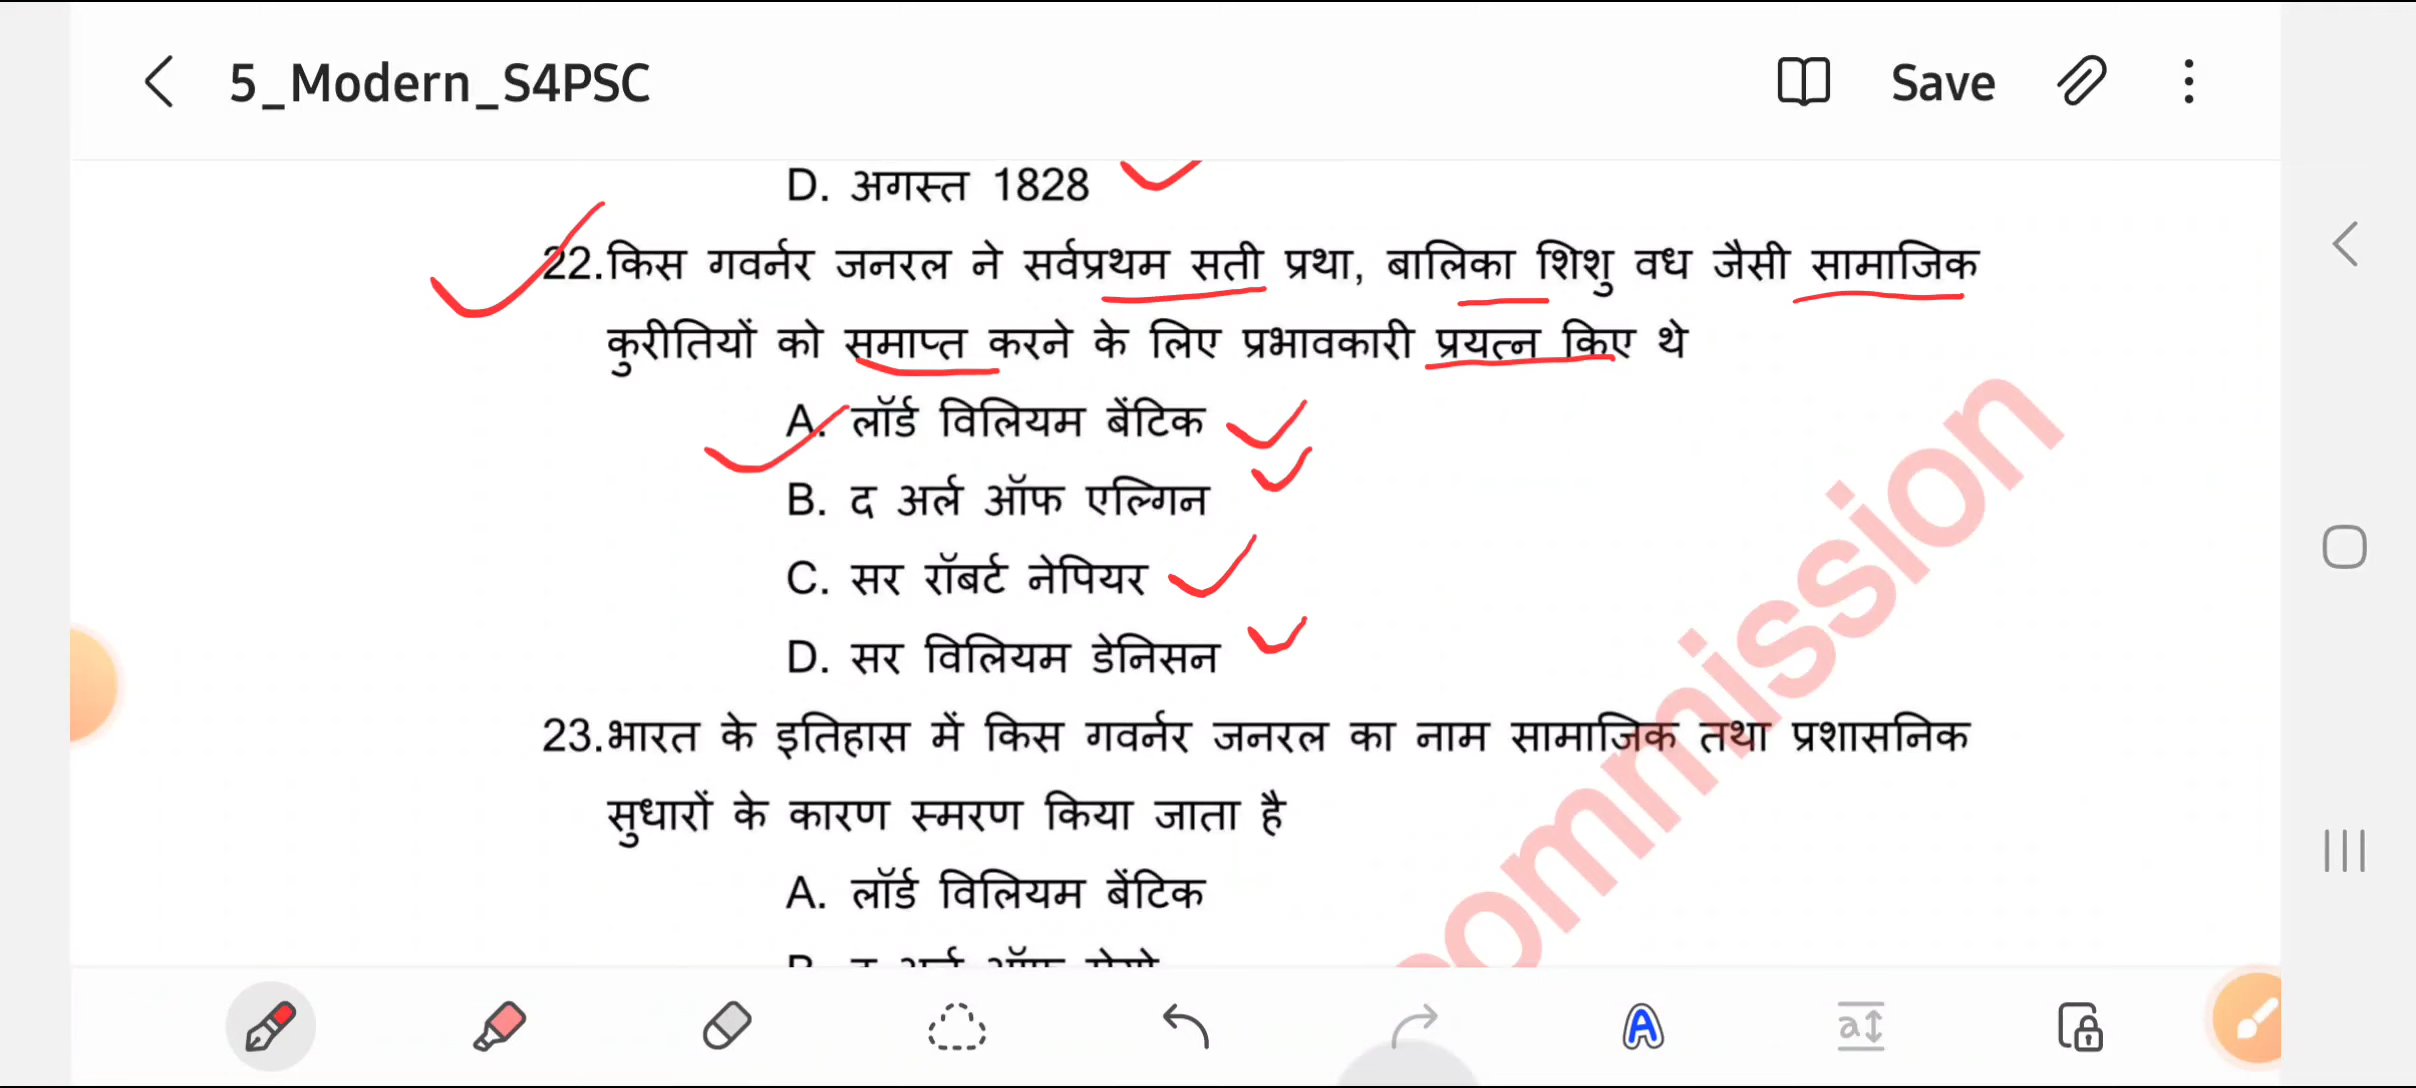 5_Modern_S4PSC
Save
D. अगस्त 1828
22.किस गवर्नर जनरल ने सर्वप्रथम सती प्रथा, बालिका शिशु वध जैसी सामाजिक
कुरीतियों को समाप्त करने के लिए प्रभावकारी प्रयत्न किए थे
A. लॉर्ड विलियम बेंटिक
B. द अर्ल ऑफ एल्गिन
C. सर रॉबर्ट नेपियर
D. सर विलियम डेनिसन
23.भारत के इतिहास में किस गवर्नर जनरल का नाम सामाजिक तथा प्रशासनिक
सुधारों के कारण स्मरण किया जाता है
A. लॉर्ड विलियम बेंटिक
ommission
A
a